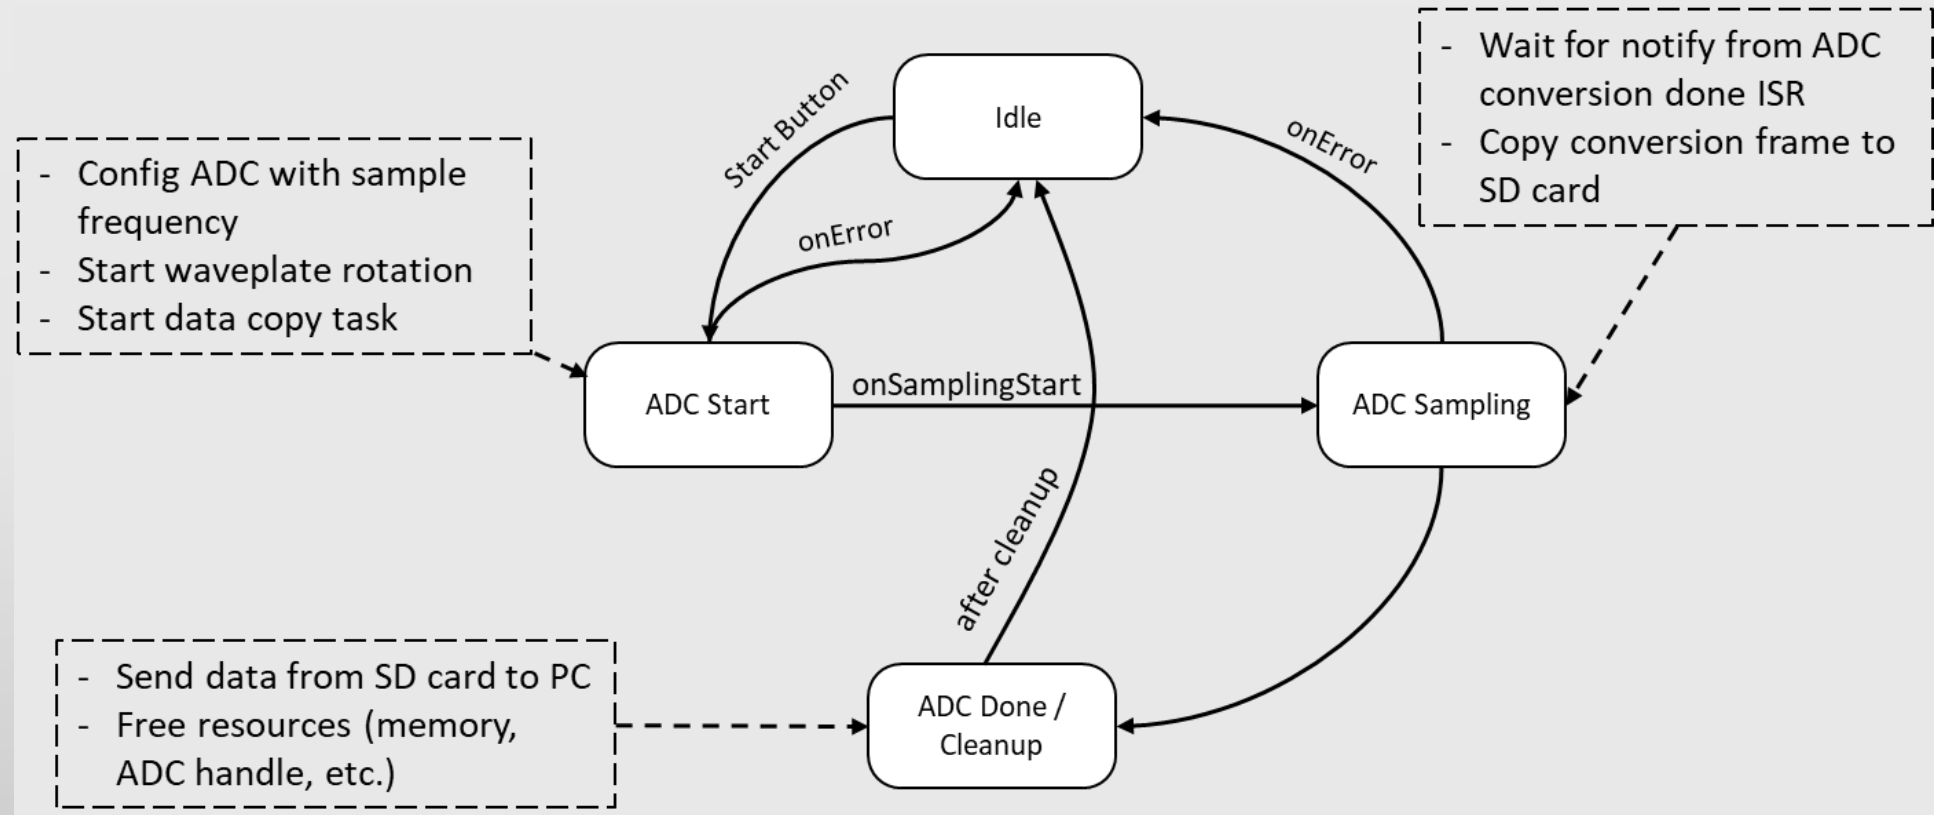 - Wait for notify from ADC
conversion done ISR
- Copy conversion frame to
SD card
Idle
Start Button
onError
onError
- Config ADC with sample
frequency
- Start waveplate rotation
- Start data copy task
ADC Start
onSamplingStart
ADC Sampling
after cleanup
- Send data from SD card to PC
- Free resources (memory,
ADC handle, etc.)
ADC Done /
Cleanup